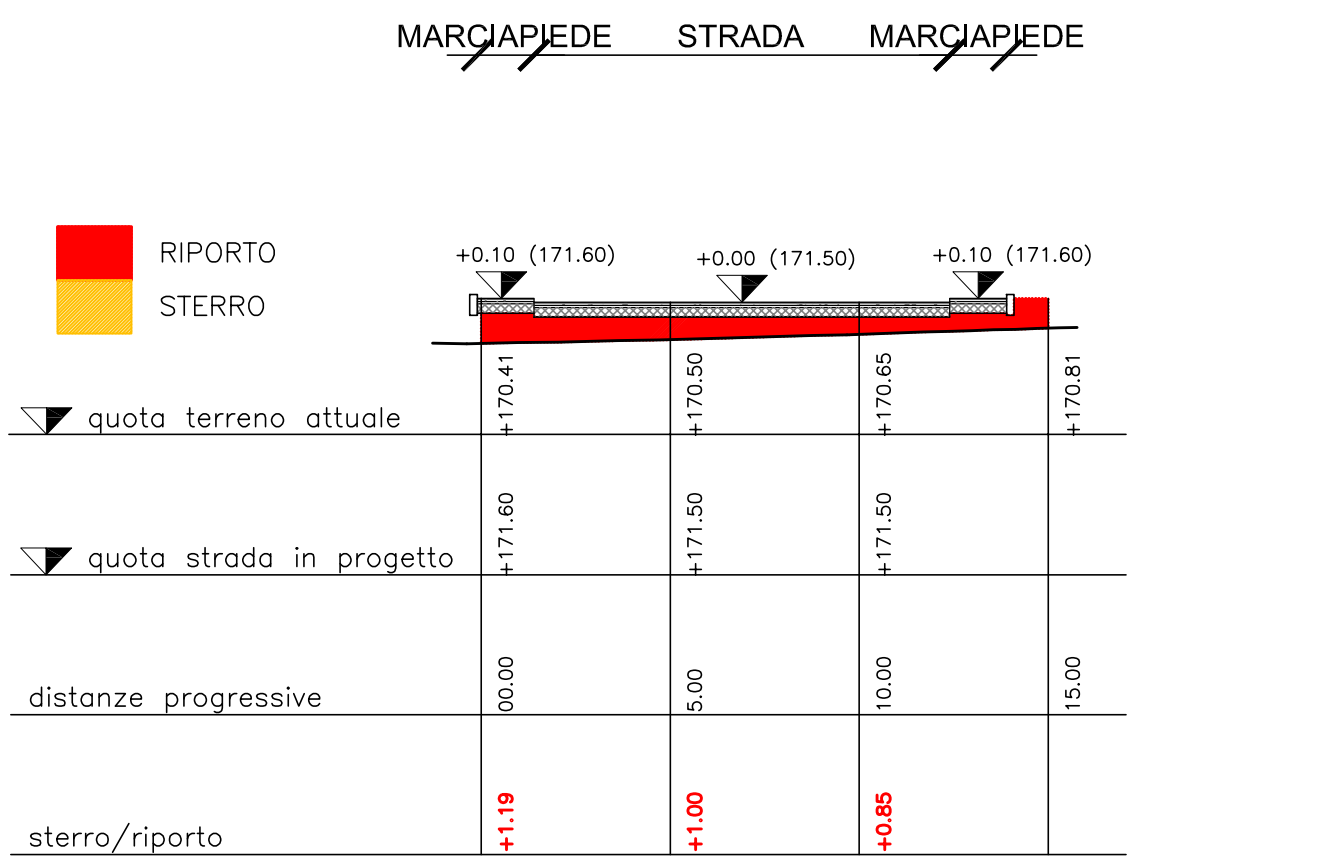 MARCIAPIEDE STRADA MARCIAPIEDE
RIPORTO
STERRO
+0.10 (171.60) +0.00 (171.50) +0.10 (171.60)
quota terreno attuale +170.41 +170.50 +170.65 +170.81
quota strada in progetto +171.60 +171.50 +171.50
distanze progressive 00.00 5.00 10.00 15.00
sterro/riporto +1.19 +1.00 +0.85